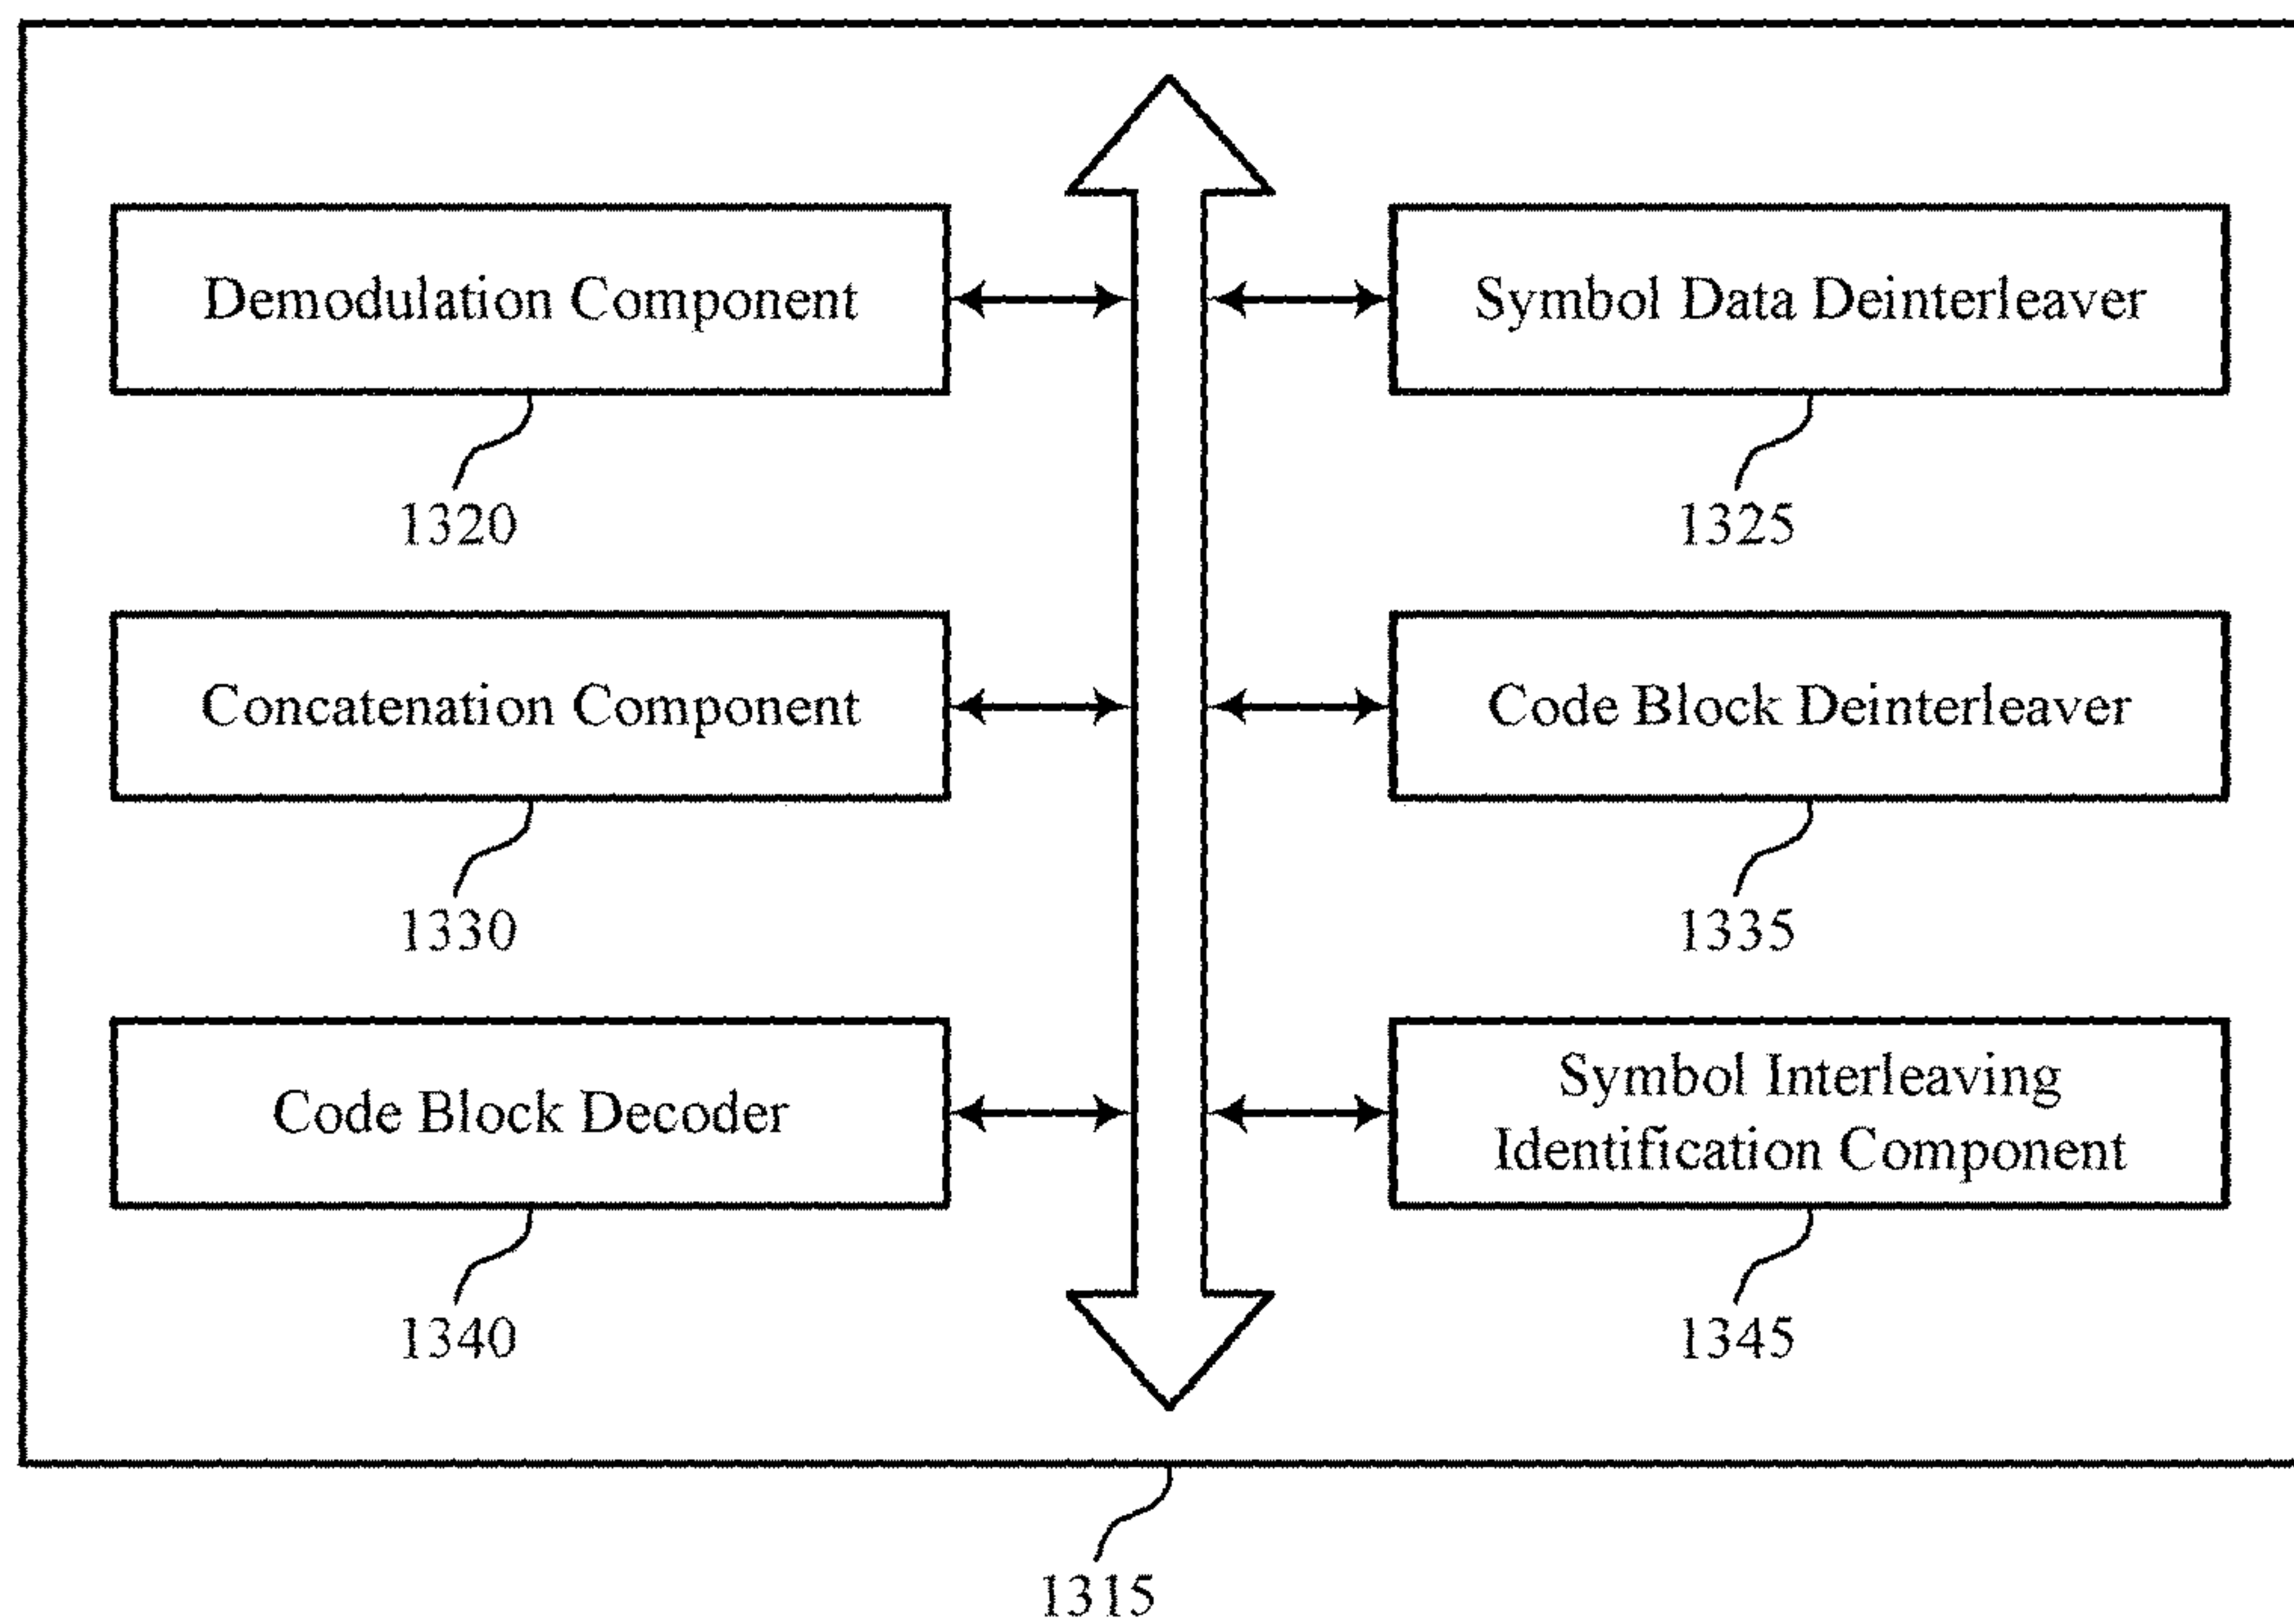 Demodulation Component
Symbol Data Deinterleaver
1320
1325
Concatenation Component
Code Block Deinterleaver
1330
1335
Code Block Decoder
Symbol Interleaving
Identification Component
1340
1345
1315